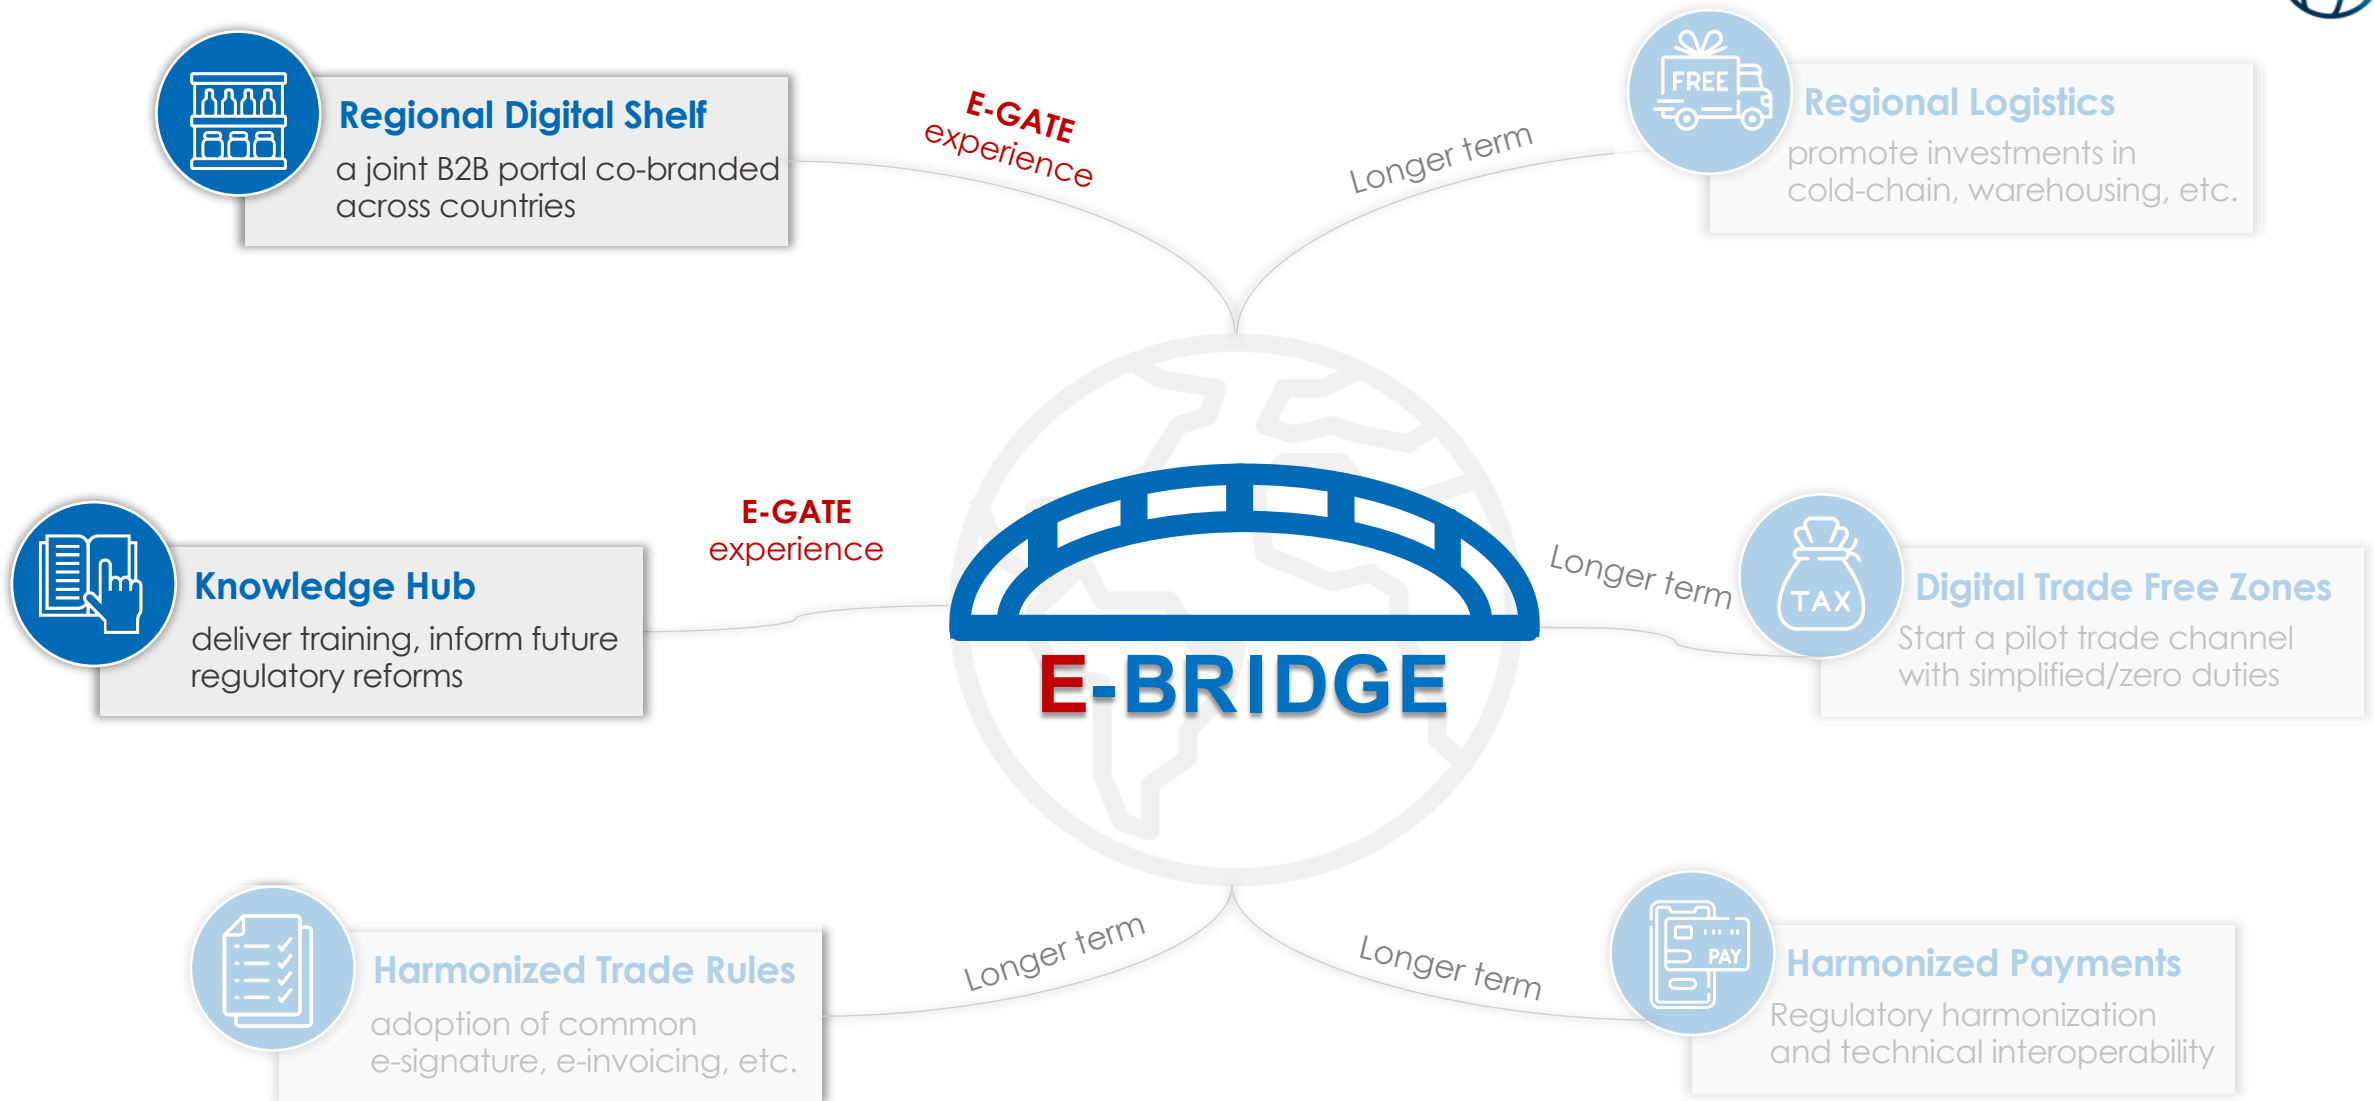 Regional Digital Shelf
a joint B2B portal co-branded
across countries
E-GATE
experience
Longer term
FREE
Regional Logistics
promote investments in
cold-chain, warehousing, etc.
Knowledge Hub
deliver training, inform future
regulatory reforms
E-GATE
experience
E-BRIDGE
Longer term
TAX
Digital Trade Free Zones
Start a pilot trade channel
with simplified/zero duties
Harmonized Trade Rules
adoption of common
e-signature, e-invoicing, etc.
Longer term
Longer term
PAY
Harmonized Payments
Regulatory harmonization
and technical interoperability